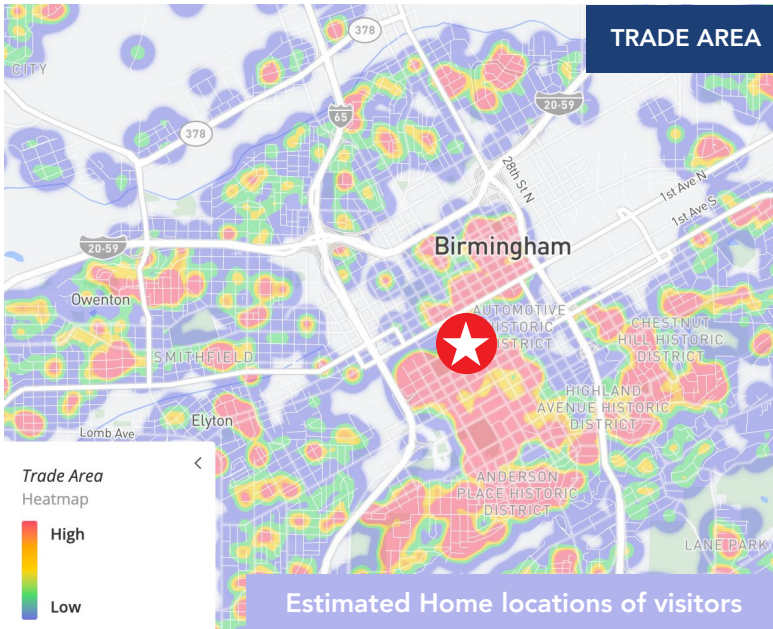 TRADE AREA
CITY
378
65
20-59
378
28th St N
1st Ave N
1st Ave S
Birmingham
20-59
Owenton
AUTOMOTIVE
HISTORIC
DISTRICT
CHESTNUT
HILL HISTORIC
DISTRICT
SMITHFIELD
HIGHLAND
AVENUE HISTORIC
DISTRICT
Elyton
Lomb Ave
ANDERSON
PLACE HISTORIC
DISTRICT
LANE PARK
Trade Area
Heatmap
High
Low
Estimated Home locations of visitors